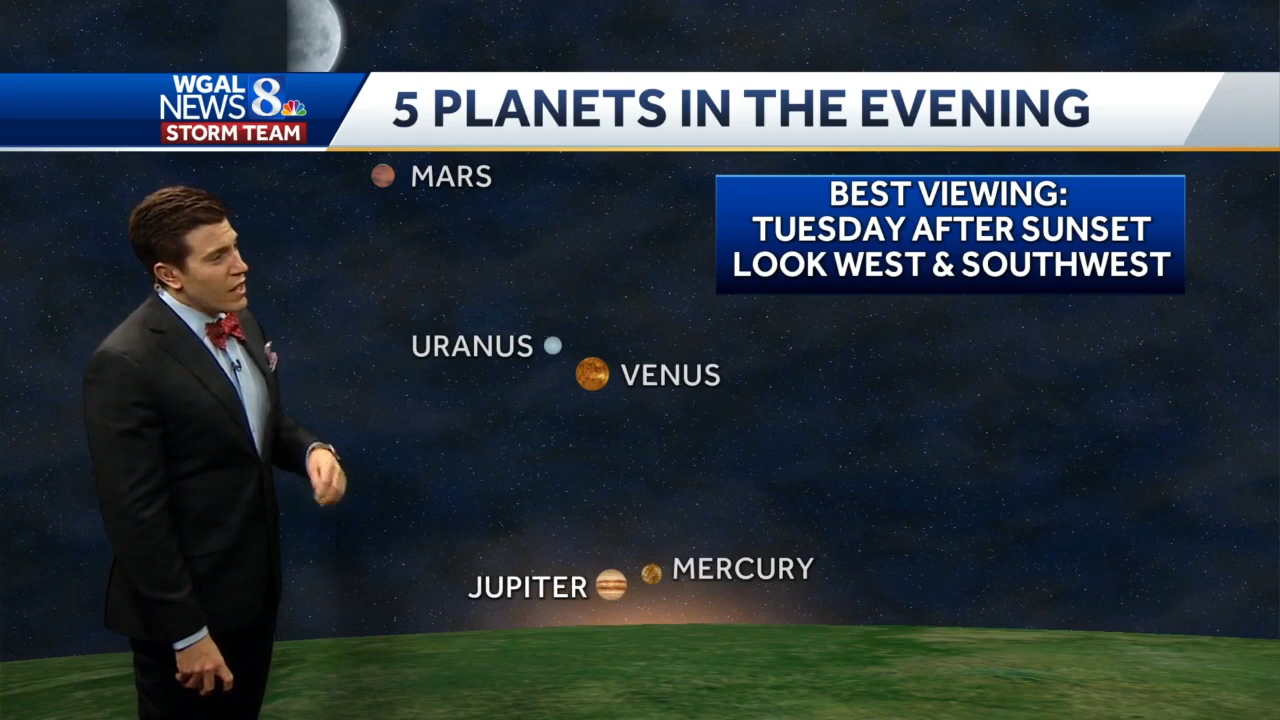 WGAL
NEWS 8
STORM TEAM
5 PLANETS IN THE EVENING
MARS
BEST VIEWING:
TUESDAY AFTER SUNSET
LOOK WEST & SOUTHWEST
URANUS
VENUS
JUPITER
MERCURY